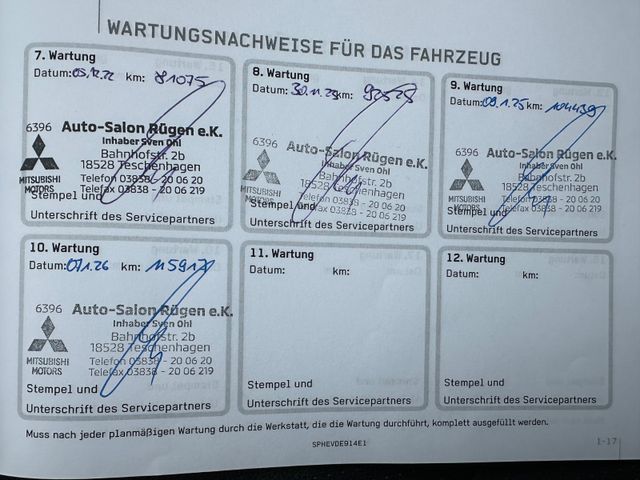 WARTUNGSNACHWEISE FÜR DAS FAHRZEUG
7. Wartung
Datum: 05.12.22 km: 81075
6396 Auto-Salon Rügen e.K.
Inhaber Sven Ohl
Bahnhofstr. 2b
18528 Teschenhagen
Telefon 03838 - 20 06 20
Telefax 03838 - 20 06 219
MITSUBISHI
MOTORS
Stempel und
Unterschrift des Servicepartners
8. Wartung
Datum: 30.11.23 km: 92528
6396 Auto-Salon Rügen e.K.
Inhaber Sven Ohl
Bahnhofstr. 2b
18528 Teschenhagen
Telefon 03838 - 20 06 20
Telefax 03838 - 20 06 219
MITSUBISHI
MOTORS
Stempel und
Unterschrift des Servicepartners
9. Wartung
Datum: 09.1.25 km: 104439
6396 Auto-Salon Rügen e.K.
Inhaber Sven Ohl
Bahnhofstr. 2b
18528 Teschenhagen
Telefon 03838 - 20 06 20
Telefax 03838 - 20 06 219
MITSUBISHI
MOTORS
Stempel und
Unterschrift des Servicepartners
10. Wartung
Datum: 07.1.26 km:
6396 Auto-Salon Rügen e.K.
Inhaber Sven Ohl
Bahnhofstr. 2b
18528 Teschenhagen
Telefon 03838 - 20 06 20
Telefax 03838 - 20 06 219
MITSUBISHI
MOTORS
Stempel und
Unterschrift des Servicepartners
11. Wartung
Datum: km:
Stempel und
Unterschrift des Servicepartners
12. Wartung
Datum: km:
Stempel und
Unterschrift des Servicepartners
Muss nach jeder planmäßigen Wartung durch die Werkstatt, die die Wartung durchführt, komplett ausgefüllt werden.
SPHEVDE914E1
1-17